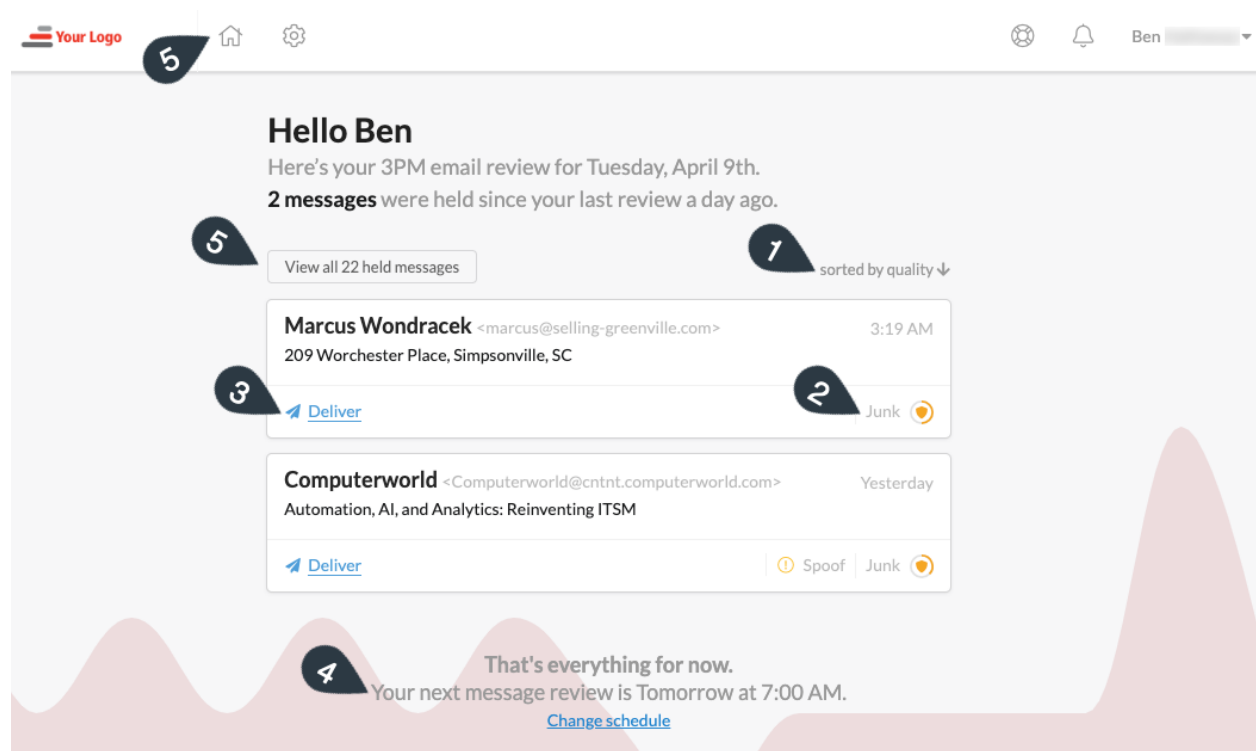 Your Logo
5
Ben
Hello Ben
Here's your 3PM email review for Tuesday, April 9th.
2 messages were held since your last review a day ago.
5
1
View all 22 held messages
sorted by quality
Marcus Wondracek <marcus@selling-greenville.com>
3:19 AM
209 Worchester Place, Simpsonville, SC
3
2
Deliver
Junk
Computerworld <Computerworld@cntnt.computerworld.com>
Yesterday
Automation, AI, and Analytics: Reinventing ITSM
Deliver
Spoof
Junk
4
That's everything for now.
Your next message review is Tomorrow at 7:00 AM.
Change schedule